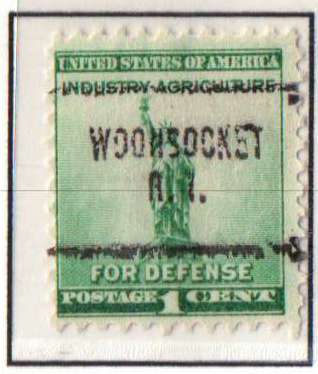 UNITED STATES OF AMERICA
INDUSTRY AGRICULTURE
WOONSOCKET
R. I.
FOR DEFENSE
POSTAGE 1 CENT